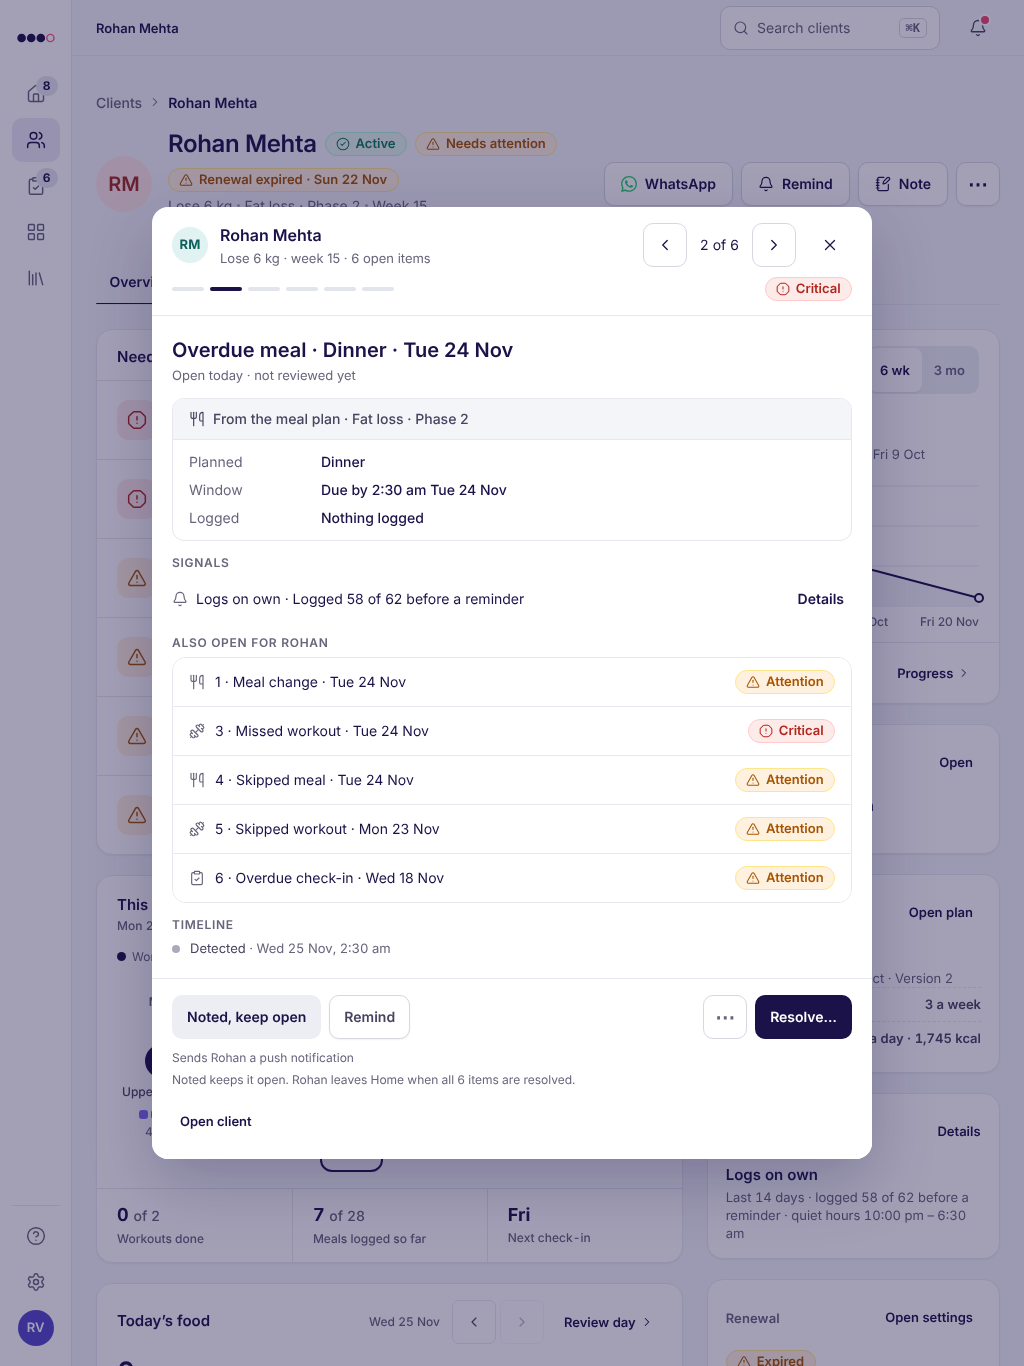 Rohan Mehta
Search clients
⌘K
8
6
Clients > Rohan Mehta
RM
Rohan Mehta
Active
Needs attention
Renewal expired · Sun 22 Nov
Lose 6 kg · Fat loss · Phase 2 · Week 15
WhatsApp
Remind
Note
RM
Rohan Mehta
Lose 6 kg · week 15 · 6 open items
2 of 6
Critical
Overdue meal · Dinner · Tue 24 Nov
Open today · not reviewed yet
From the meal plan · Fat loss · Phase 2
Planned Dinner
Window Due by 2:30 am Tue 24 Nov
Logged Nothing logged
SIGNALS
Logs on own · Logged 58 of 62 before a reminder
Details
ALSO OPEN FOR ROHAN
1 · Meal change · Tue 24 Nov Attention
3 · Missed workout · Tue 24 Nov Critical
4 · Skipped meal · Tue 24 Nov Attention
5 · Skipped workout · Mon 23 Nov Attention
6 · Overdue check-in · Wed 18 Nov Attention
TIMELINE
Detected · Wed 25 Nov, 2:30 am
Noted, keep open
Remind
Resolve...
Sends Rohan a push notification
Noted keeps it open. Rohan leaves Home when all 6 items are resolved.
Open client
6 wk
3 mo
Fri 9 Oct
Fri 20 Nov
Progress >
Open
Open plan
· Version 2
3 a week
a day · 1,745 kcal
Details
Logs on own
Last 14 days · logged 58 of 62 before a
reminder · quiet hours 10:00 pm – 6:30
am
This
0 of 2
Workouts done
7 of 28
Meals logged so far
Fri
Next check-in
Today's food
Wed 25 Nov
Review day >
Renewal
Open settings
Expired
RV